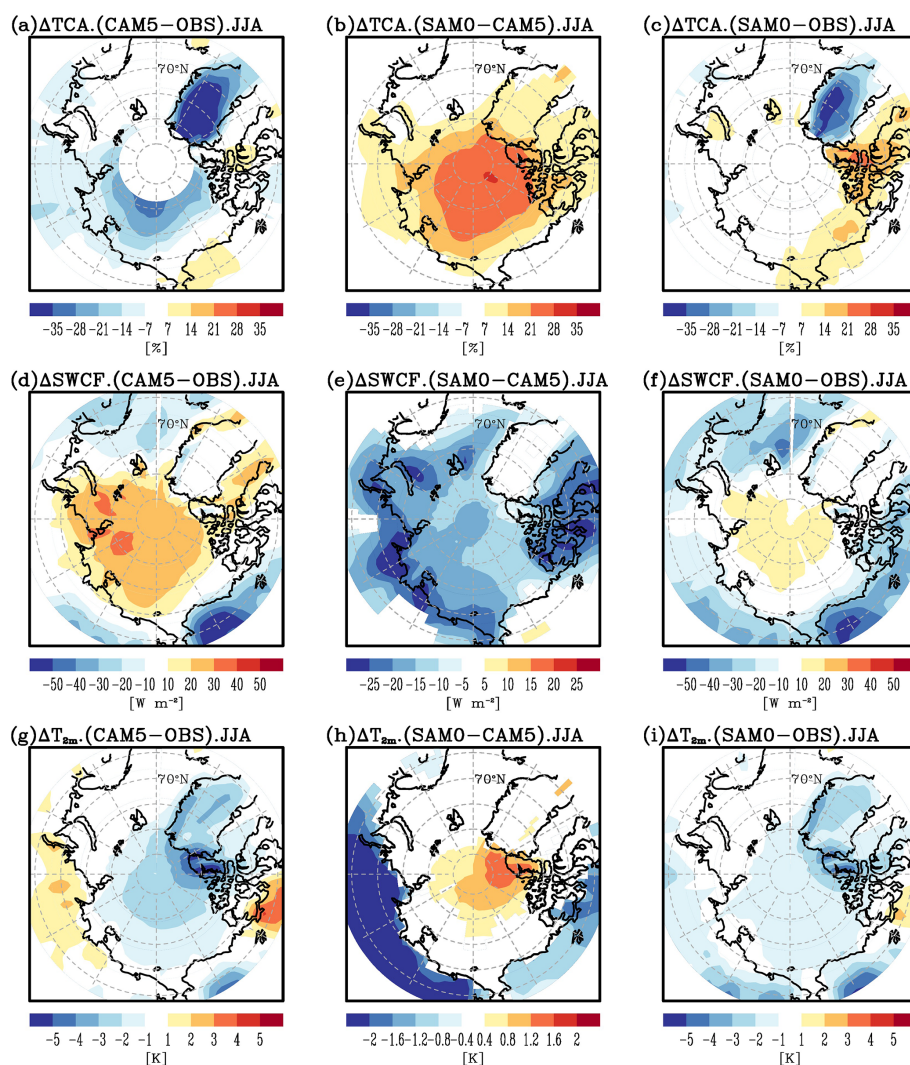 (a)ΔTCA.(CAM5−OBS).JJA (b)ΔTCA.(SAM0−CAM5).JJA (c)ΔTCA.(SAM0−OBS).JJA
70°N 70°N 70°N
-35 -28 -21 -14 -7 7 14 21 28 35 -35 -28 -21 -14 -7 7 14 21 28 35 -35 -28 -21 -14 -7 7 14 21 28 35
[%] [%] [%]
(d)ΔSWCF.(CAM5−OBS).JJA (e)ΔSWCF.(SAM0−CAM5).JJA (f)ΔSWCF.(SAM0−OBS).JJA
70°N 70°N 70°N
-50 -40 -30 -20 -10 10 20 30 40 50 -25 -20 -15 -10 -5 5 10 15 20 25 -50 -40 -30 -20 -10 10 20 30 40 50
[W m⁻²] [W m⁻²] [W m⁻²]
(g)ΔT₂ₘ.(CAM5−OBS).JJA (h)ΔT₂ₘ.(SAM0−CAM5).JJA (i)ΔT₂ₘ.(SAM0−OBS).JJA
70°N 70°N 70°N
-5 -4 -3 -2 -1 1 2 3 4 5 -2 -1.6 -1.2 -0.8 -0.4 0.4 0.8 1.2 1.6 2 -5 -4 -3 -2 -1 1 2 3 4 5
[K] [K] [K]